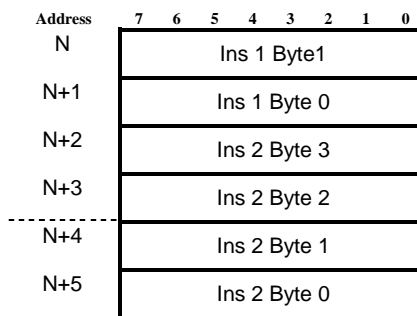 Address 7 6 5 4 3 2 1 0
N Ins 1 Byte1
N+1 Ins 1 Byte 0
N+2 Ins 2 Byte 3
N+3 Ins 2 Byte 2
N+4 Ins 2 Byte 1
N+5 Ins 2 Byte 0